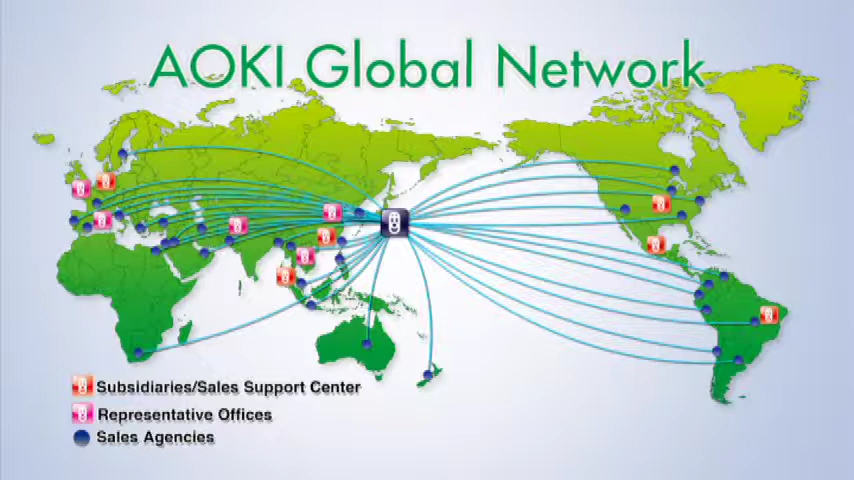 AOKI Global Network
Subsidiaries/Sales Support Center
Representative Offices
Sales Agencies